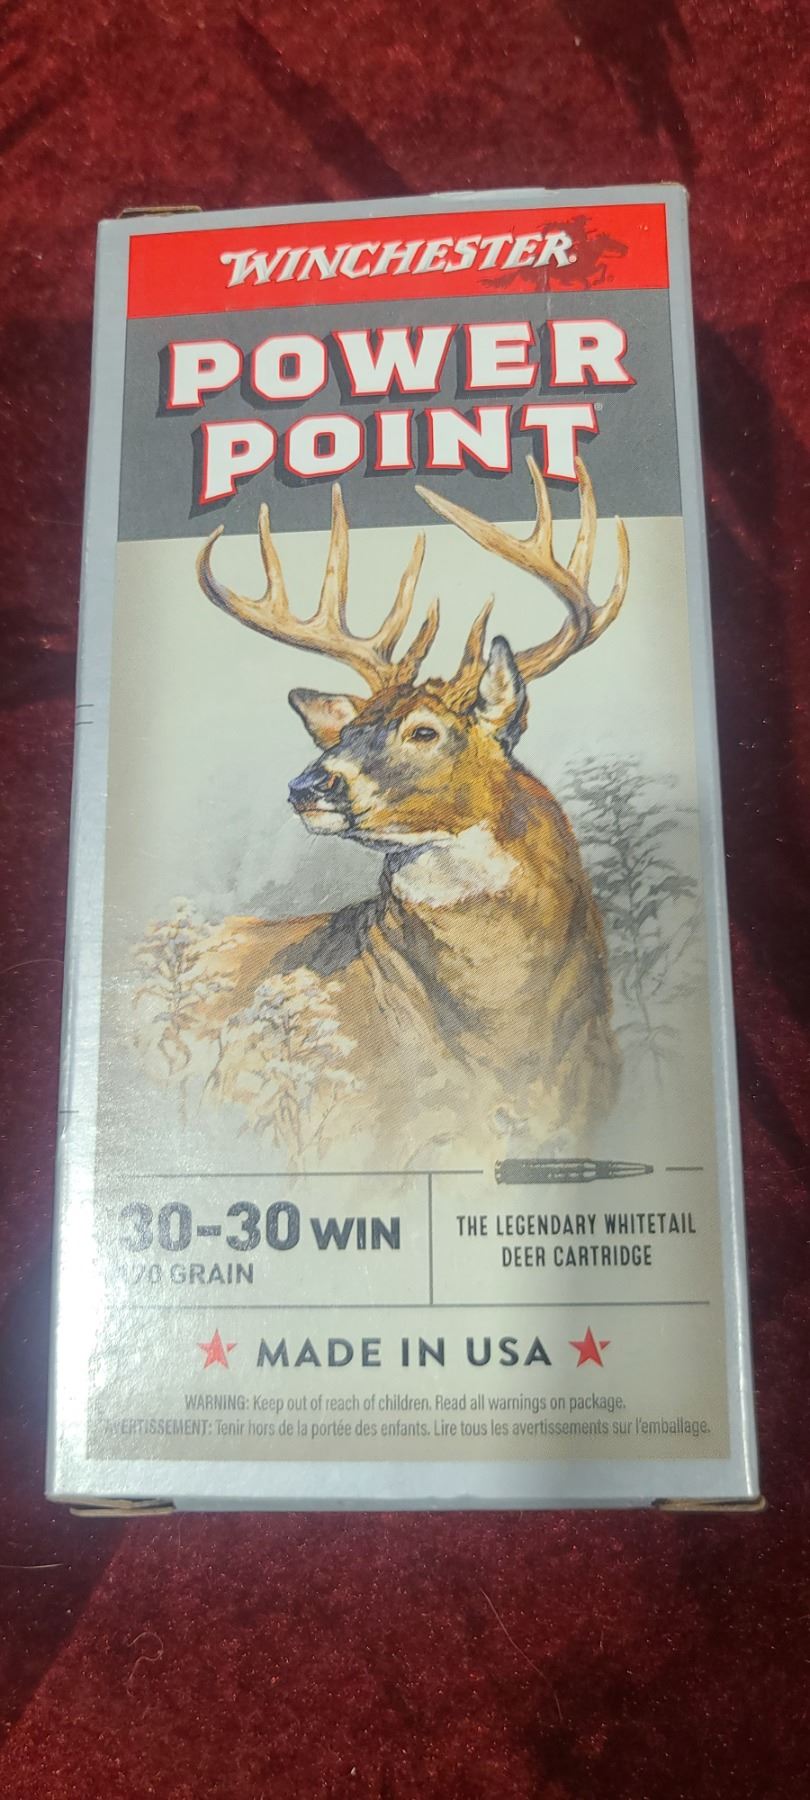 WINCHESTER
POWER
POINT®
30-30 WIN
170 GRAIN
THE LEGENDARY WHITETAIL
DEER CARTRIDGE
MADE IN USA
WARNING: Keep out of reach of children. Read all warnings on package.
AVERTISSEMENT: Tenir hors de la portée des enfants. Lire tous les avertissements sur l'emballage.